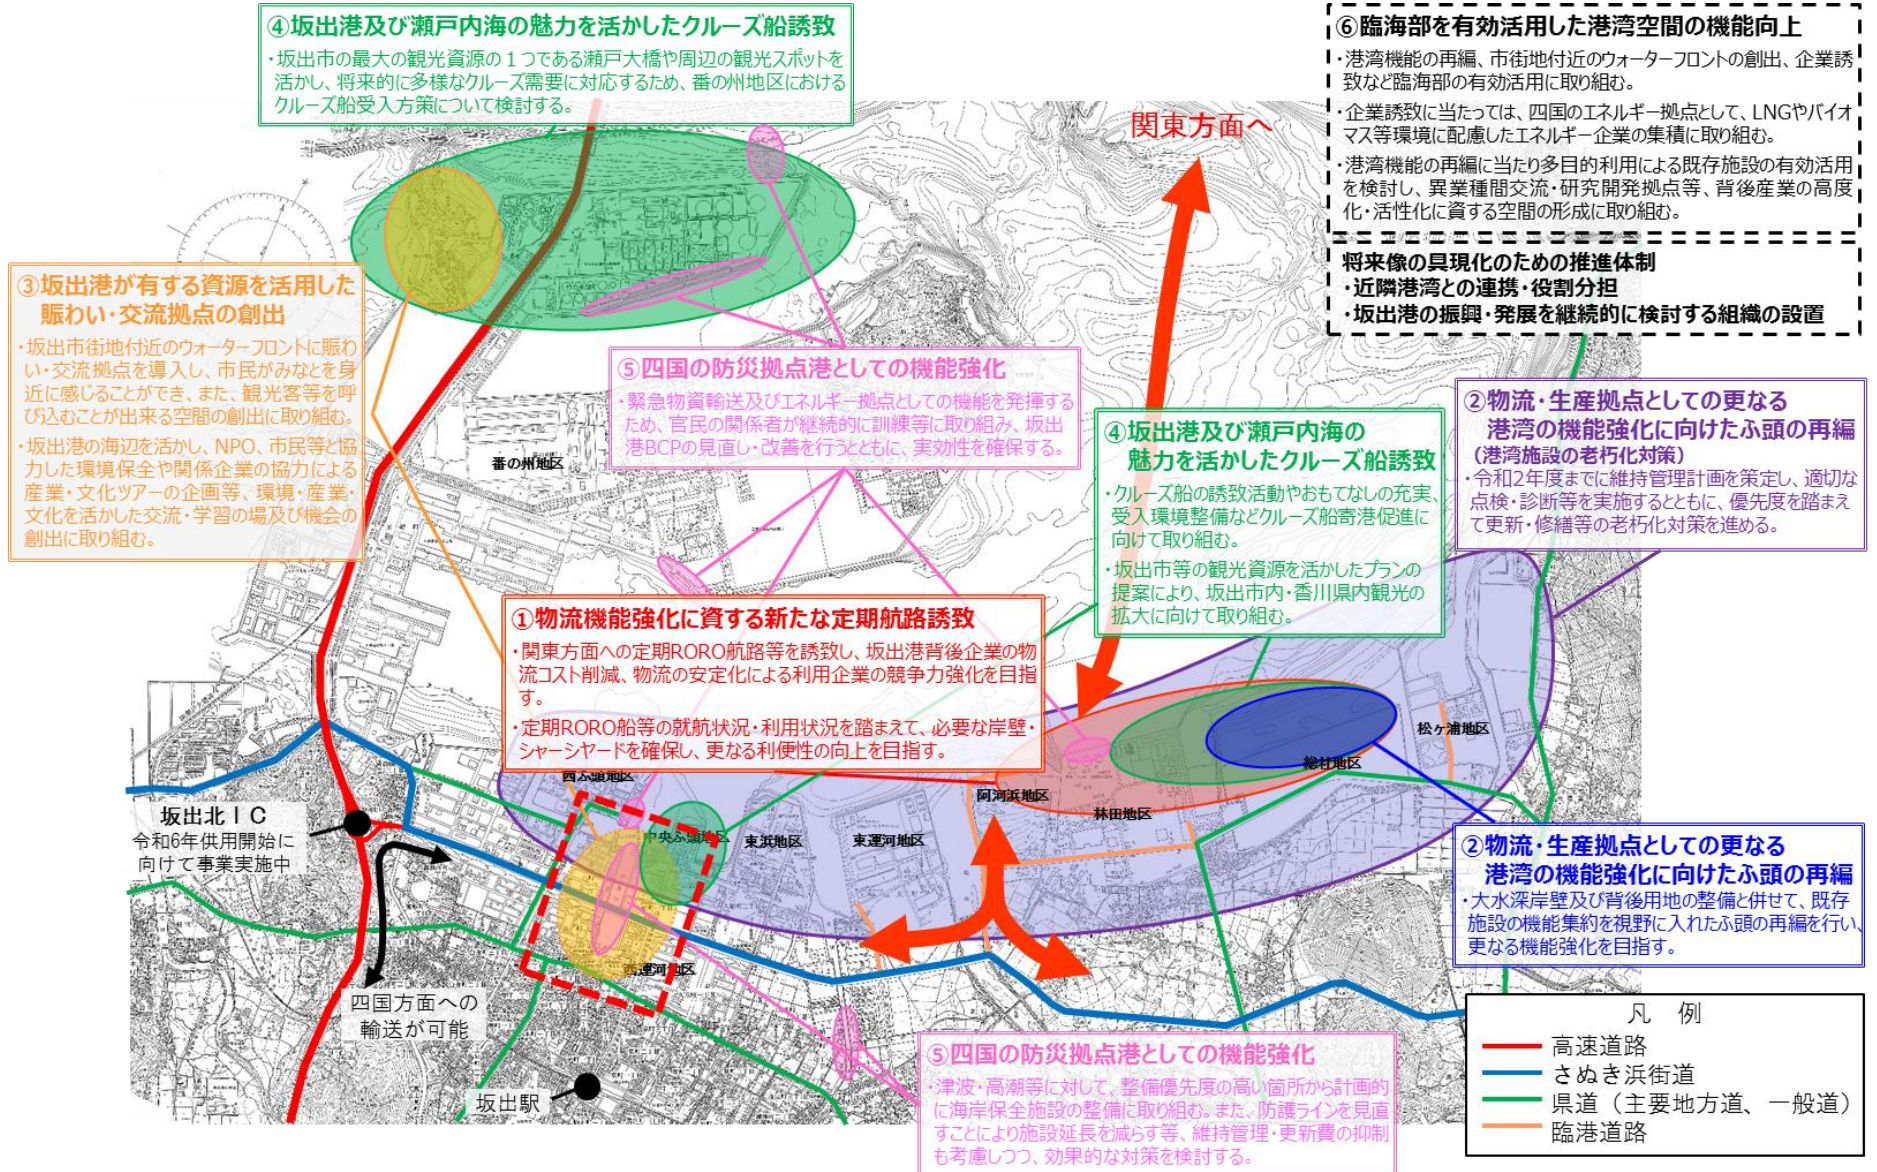 ④坂出港及び瀬戸内海の魅力を活かしたクルーズ船誘致
・坂出市の最大の観光資源の１つである瀬戸大橋や周辺の観光スポットを
活かし、将来的に多様なクルーズ需要に対応するため、番の州地区における
クルーズ船受入方策について検討する。
⑥臨海部を有効活用した港湾空間の機能向上
・港湾機能の再編、市街地付近のウォーターフロントの創出、企業誘
致など臨海部の有効活用に取り組む。
・企業誘致に当たっては、四国のエネルギー拠点として、LNGやバイオ
マス等環境に配慮したエネルギー企業の集積に取り組む。
・港湾機能の再編に当たり多目的利用による既存施設の有効活用
を検討し、異業種間交流・研究開発拠点等、背後産業の高度
化・活性化に資する空間の形成に取り組む。
将来像の具現化のための推進体制
・近隣港湾との連携・役割分担
・坂出港の振興・発展を継続的に検討する組織の設置
関東方面へ
③坂出港が有する資源を活用した
賑わい・交流拠点の創出
・坂出市街地付近のウォーターフロントに賑わ
い・交流拠点を導入し、市民がみなとを身
近に感じることができ、また、観光客等を呼
び込むことが出来る空間の創出に取り組む。
・坂出港の海辺を活かし、NPO、市民等と協
力した環境保全や関係企業の協力による
産業・文化ツアーの企画等、環境・産業・
文化を活かした交流・学習の場及び機会の
創出に取り組む。
⑤四国の防災拠点港としての機能強化
・緊急物資輸送及びエネルギー拠点としての機能を発揮する
ため、官民の関係者が継続的に訓練等に取り組み、坂出
港BCPの見直し・改善を行うとともに、実効性を確保する。
番の州地区
④坂出港及び瀬戸内海の
魅力を活かしたクルーズ船誘致
・クルーズ船の誘致活動やおもてなしの充実、
受入環境整備などクルーズ船寄港促進に
向けて取り組む。
・坂出市等の観光資源を活かしたプランの
提案により、坂出市内・香川県内観光の
拡大に向けて取り組む。
②物流・生産拠点としての更なる
港湾の機能強化に向けたふ頭の再編
（港湾施設の老朽化対策）
・令和2年度までに維持管理計画を策定し、適切な
点検・診断等を実施するとともに、優先度を踏まえ
て更新・修繕等の老朽化対策を進める。
①物流機能強化に資する新たな定期航路誘致
・関東方面への定期RORO航路等を誘致し、坂出港背後企業の物
流コスト削減、物流の安定化による利用企業の競争力強化を目指
す。
・定期RORO船等の就航状況・利用状況を踏まえて、必要な岸壁・
シャーシヤードを確保し、更なる利便性の向上を目指す。
松ヶ浦地区
総社地区
西ふ頭地区
阿河浜地区
林田地区
中央ふ頭地区
東浜地区
東運河地区
西運河地区
坂出北ＩＣ
令和6年供用開始に
向けて事業実施中
四国方面への
輸送が可能
坂出駅
②物流・生産拠点としての更なる
港湾の機能強化に向けたふ頭の再編
・大水深岸壁及び背後用地の整備と併せて、既存
施設の機能集約を視野に入れたふ頭の再編を行い、
更なる機能強化を目指す。
⑤四国の防災拠点港としての機能強化
・津波・高潮等に対して、整備優先度の高い箇所から計画的
に海岸保全施設の整備に取り組む。また、防護ラインを見直
すことにより施設延長を減らす等、維持管理・更新費の抑制
も考慮しつつ、効果的な対策を検討する。
凡　例
高速道路
さぬき浜街道
県道（主要地方道、一般道）
臨港道路